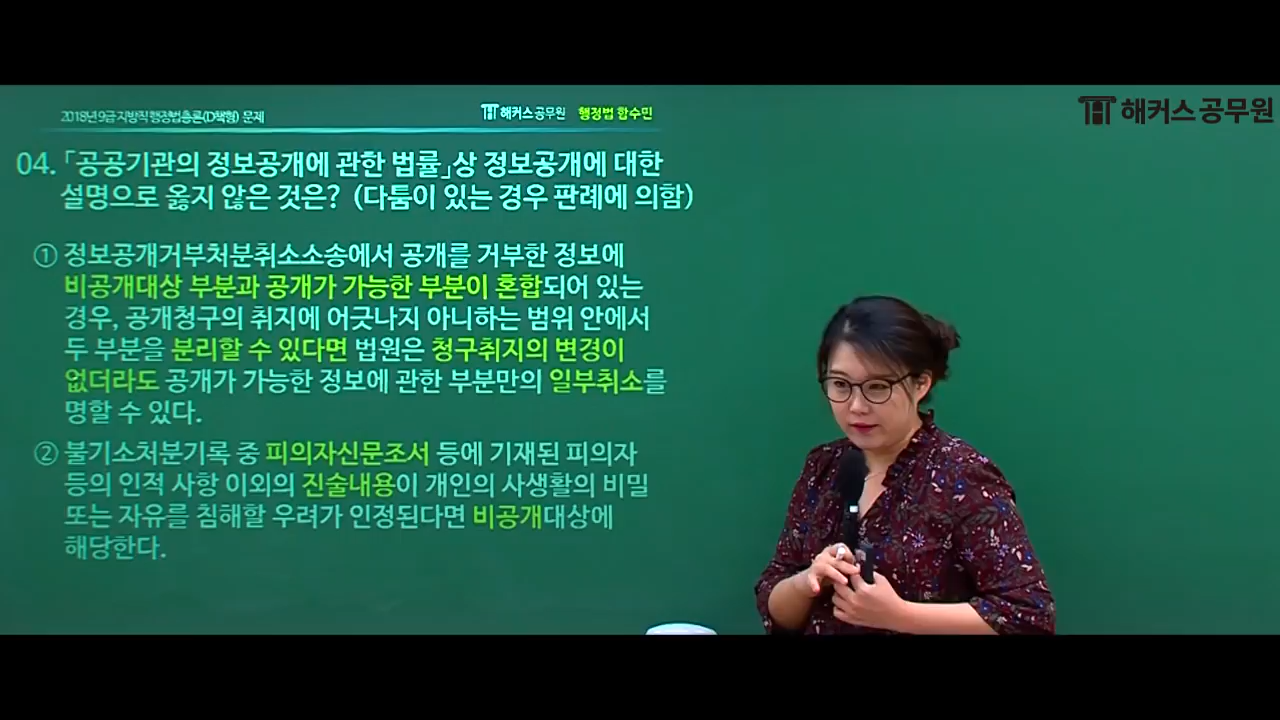 2018년 9급 지방직 행정법총론(D책형) 문제
해커스공무원 행정법 함수민
해커스공무원
04. 「공공기관의 정보공개에 관한 법률」상 정보공개에 대한
설명으로 옳지 않은 것은? (다툼이 있는 경우 판례에 의함)
① 정보공개거부처분취소소송에서 공개를 거부한 정보에
비공개대상 부분과 공개가 가능한 부분이 혼합되어 있는
경우, 공개청구의 취지에 어긋나지 아니하는 범위 안에서
두 부분을 분리할 수 있다면 법원은 청구취지의 변경이
없더라도 공개가 가능한 정보에 관한 부분만의 일부취소를
명할 수 있다.
② 불기소처분기록 중 피의자신문조서 등에 기재된 피의자
등의 인적 사항 이외의 진술내용이 개인의 사생활의 비밀
또는 자유를 침해할 우려가 인정된다면 비공개대상에
해당한다.